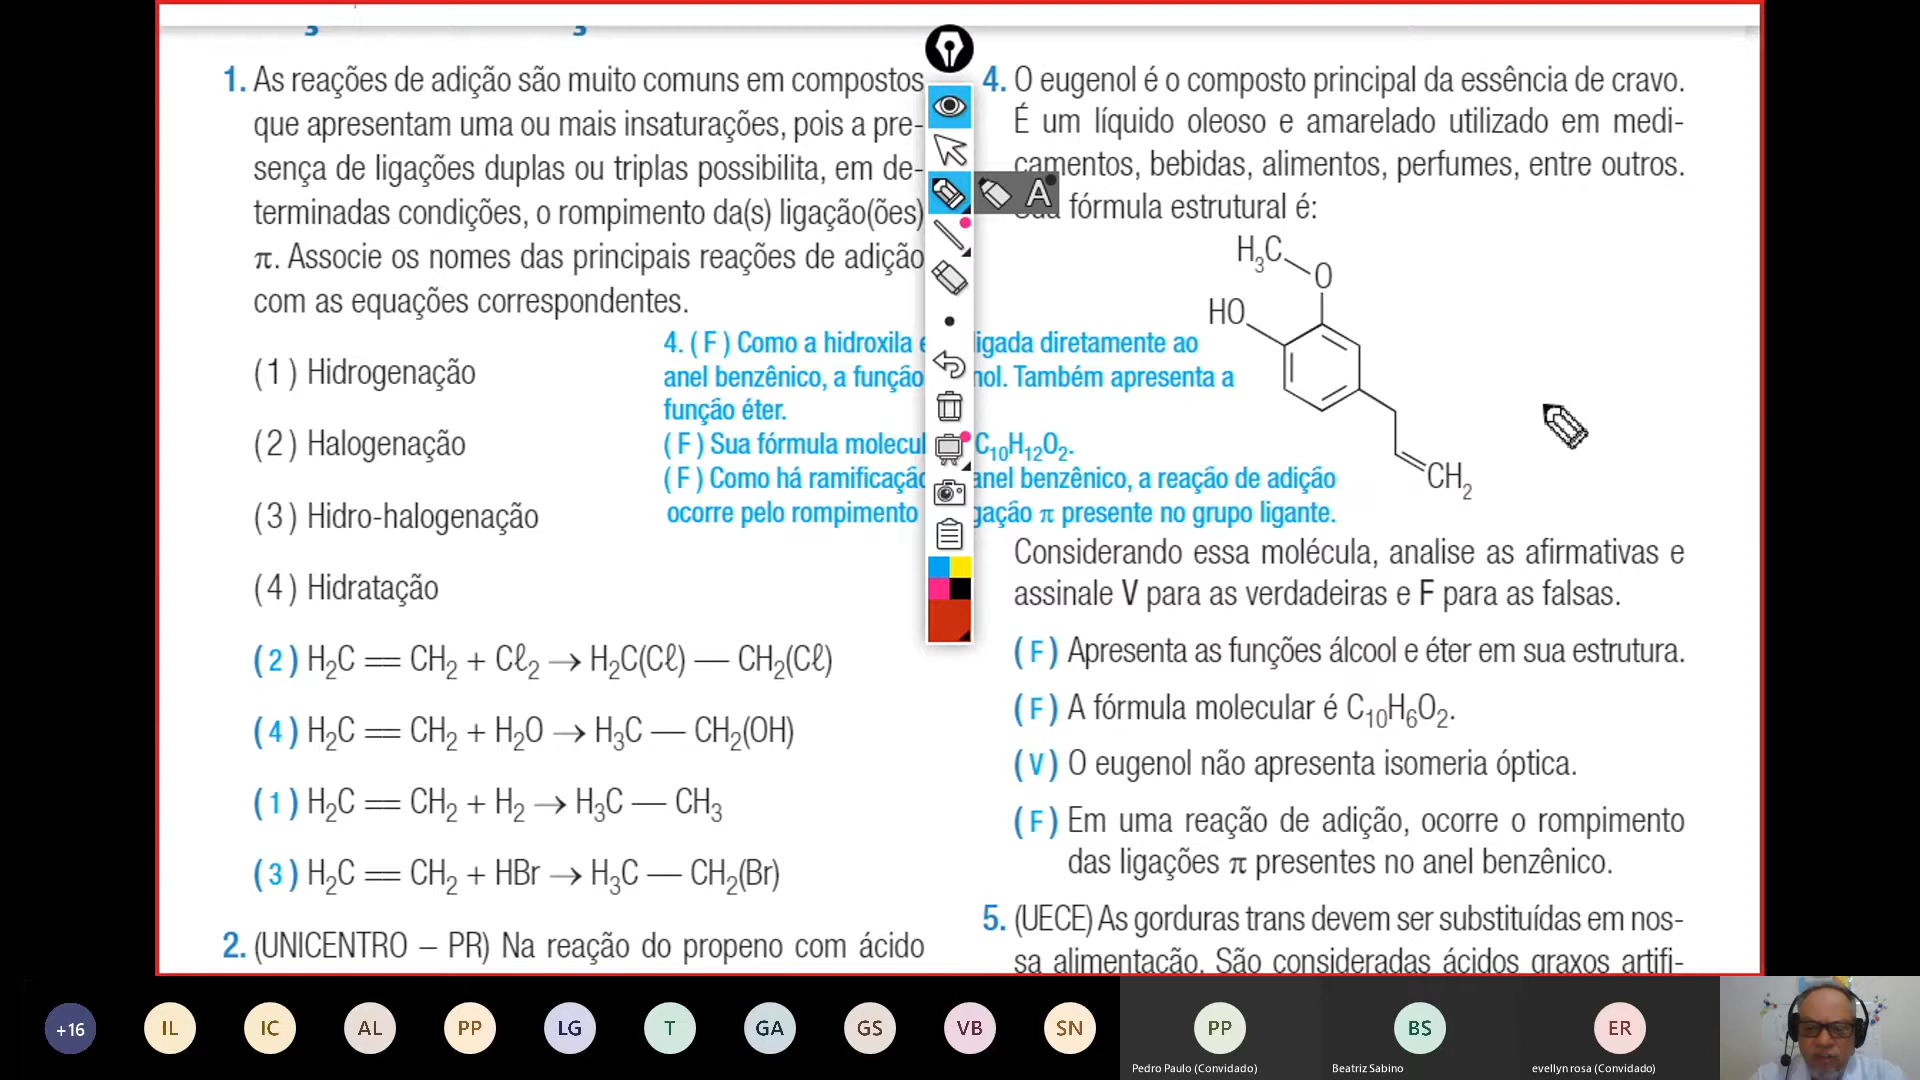 1. As reações de adição são muito comuns em compostos
que apresentam uma ou mais insaturações, pois a pre-
sença de ligações duplas ou triplas possibilita, em de-
terminadas condições, o rompimento da(s) ligação(ões)
π. Associe os nomes das principais reações de adição
com as equações correspondentes.
(1) Hidrogenação
(2) Halogenação
(3) Hidro-halogenação
(4) Hidratação
(2) H₂C = CH₂ + Cℓ₂ → H₂C(Cℓ) — CH₂(Cℓ)
(4) H₂C = CH₂ + H₂O → H₃C — CH₂(OH)
(1) H₂C = CH₂ + H₂ → H₃C — CH₃
(3) H₂C = CH₂ + HBr → H₃C — CH₂(Br)
2. (UNICENTRO – PR) Na reação do propeno com ácido
4. (F) Como a hidroxila ligada diretamente ao
anel benzênico, a função Também apresenta a
função éter.
(F) Sua fórmula C₁₀H₁₂O₂.
(F) Como há anel benzênico, a reação de adição
ocorre pelo rompimento π presente no grupo ligante.
4. O eugenol é o composto principal da essência de cravo.
É um líquido oleoso e amarelado utilizado em medi-
camentos, bebidas, alimentos, perfumes, entre outros.
fórmula estrutural é:
H₃C
O
HO
CH₂
Considerando essa molécula, analise as afirmativas e
assinale V para as verdadeiras e F para as falsas.
(F) Apresenta as funções álcool e éter em sua estrutura.
(F) A fórmula molecular é C₁₀H₆O₂.
(V) O eugenol não apresenta isomeria óptica.
(F) Em uma reação de adição, ocorre o rompimento
das ligações π presentes no anel benzênico.
5. (UECE) As gorduras trans devem ser substituídas em nos-
sa alimentação. São consideradas ácidos graxos artifi-
A
+16
IL
IC
AL
PP
LG
T
GA
GS
VB
SN
PP
BS
ER
Pedro Paulo (Convidado)
Beatriz Sabino
evellyn rosa (Convidado)